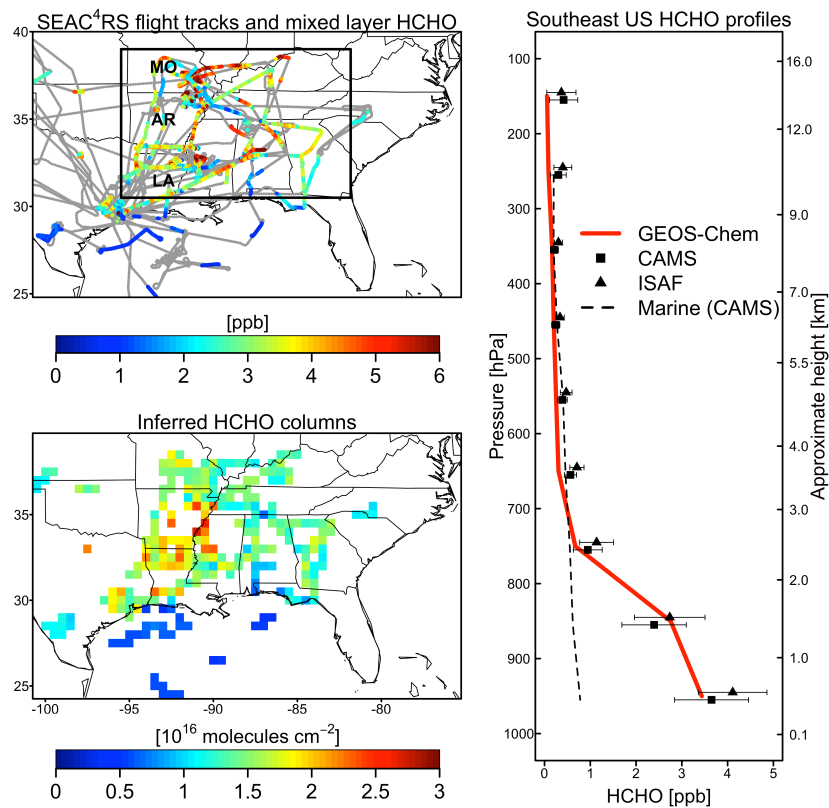 SEAC⁴RS flight tracks and mixed layer HCHO
40
35
30
25
MO
AR
LA
[ppb]
0 1 2 3 4 5 6
Inferred HCHO columns
35
30
25
-100 -95 -90 -85 -80
[10¹⁶ molecules cm⁻²]
0 0.5 1 1.5 2 2.5 3
Southeast US HCHO profiles
Pressure [hPa]
100
200
300
400
500
600
700
800
900
1000
GEOS-Chem
CAMS
ISAF
Marine (CAMS)
16.0
12.0
9.0
7.0
5.5
4.0
3.0
2.0
1.0
0.1
Approximate height [km]
0 1 2 3 4 5
HCHO [ppb]